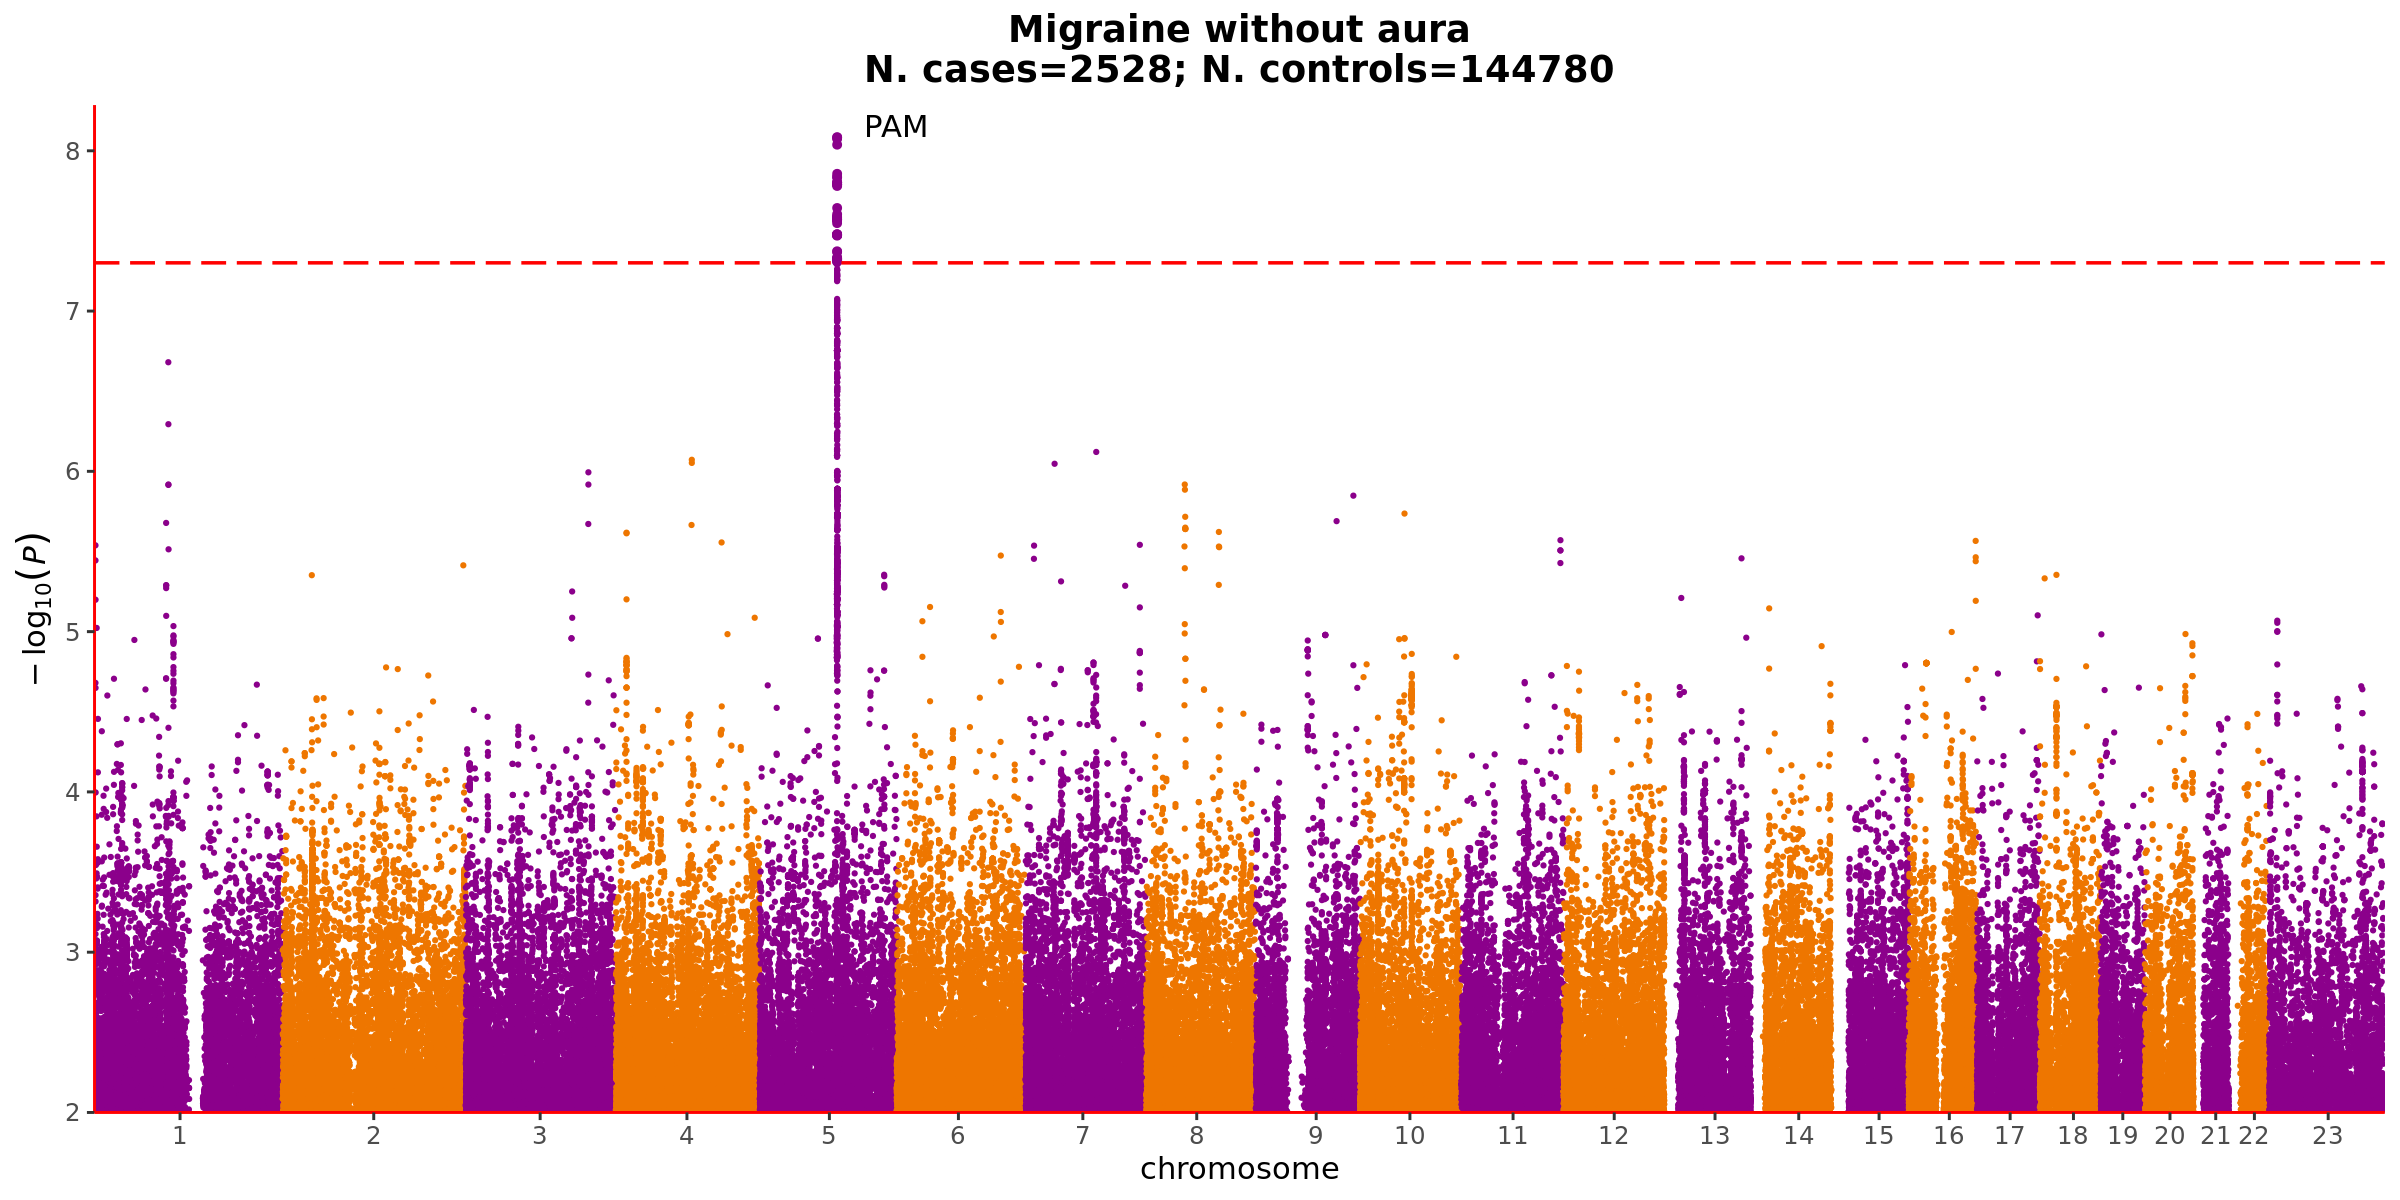 Migraine without aura
N. cases=2528; N. controls=144780
PAM
8
7
6
5
4
3
2
−log10(P)
1 2 3 4 5 6 7 8 9 10 11 12 13 14 15 16 17 18 19 20 21 22 23
chromosome